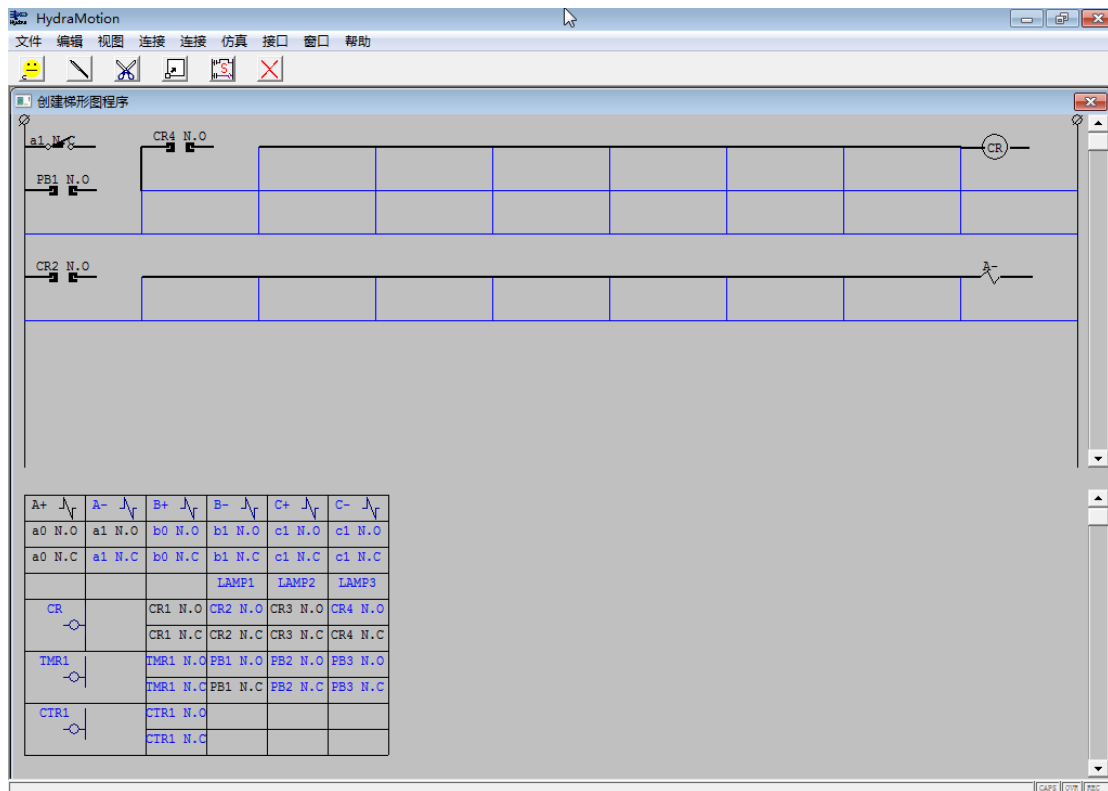 HydraMotion
文件 编辑 视图 连接 连接 仿真 接口 窗口 帮助
创建梯形图程序
a1 N.C CR4 N.O CR
PB1 N.O
CR2 N.O A-
A+ A- B+ B- C+ C-
a0 N.O a1 N.O b0 N.O b1 N.O c1 N.O c1 N.O
a0 N.C a1 N.C b0 N.C b1 N.C c1 N.C c1 N.C
LAMP1 LAMP2 LAMP3
CR CR1 N.O CR2 N.O CR3 N.O CR4 N.O
CR1 N.C CR2 N.C CR3 N.C CR4 N.C
TMR1 TMR1 N.O PB1 N.O PB2 N.O PB3 N.O
TMR1 N.C PB1 N.C PB2 N.C PB3 N.C
CTR1 CTR1 N.O
CTR1 N.C
CAPS OVR REC